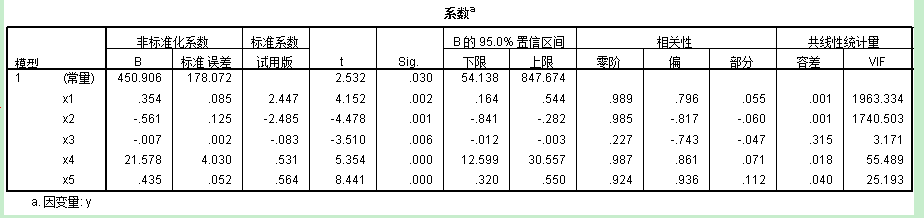 系数a
非标准化系数 标准系数 B 的 95.0% 置信区间 相关性 共线性统计量
模型 B 标准 误差 试用版 t Sig. 下限 上限 零阶 偏 部分 容差 VIF
1 (常量) 450.906 178.072 2.532 .030 54.138 847.674
x1 .354 .085 2.447 4.152 .002 .164 .544 .989 .796 .055 .001 1963.334
x2 -.561 .125 -2.485 -4.478 .001 -.841 -.282 .985 -.817 -.060 .001 1740.503
x3 -.007 .002 -.083 -3.510 .006 -.012 -.003 .227 -.743 -.047 .315 3.171
x4 21.578 4.030 .531 5.354 .000 12.599 30.557 .987 .861 .071 .018 55.489
x5 .435 .052 .564 8.441 .000 .320 .550 .924 .936 .112 .040 25.193
a. 因变量: y